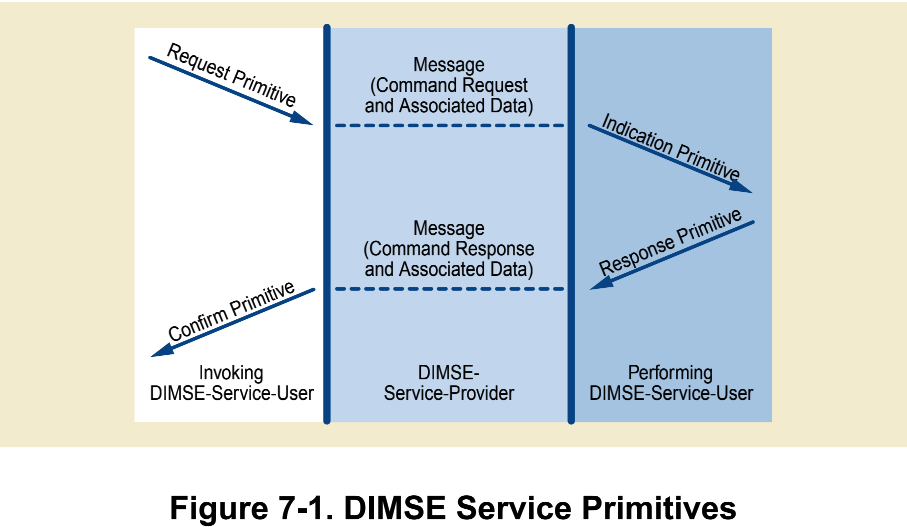 Request Primitive
Message
(Command Request
and Associated Data)
Indication Primitive
Message
(Command Response
and Associated Data)
Response Primitive
Confirm Primitive
Invoking
DIMSE-Service-User
DIMSE-
Service-Provider
Performing
DIMSE-Service-User
Figure 7-1. DIMSE Service Primitives